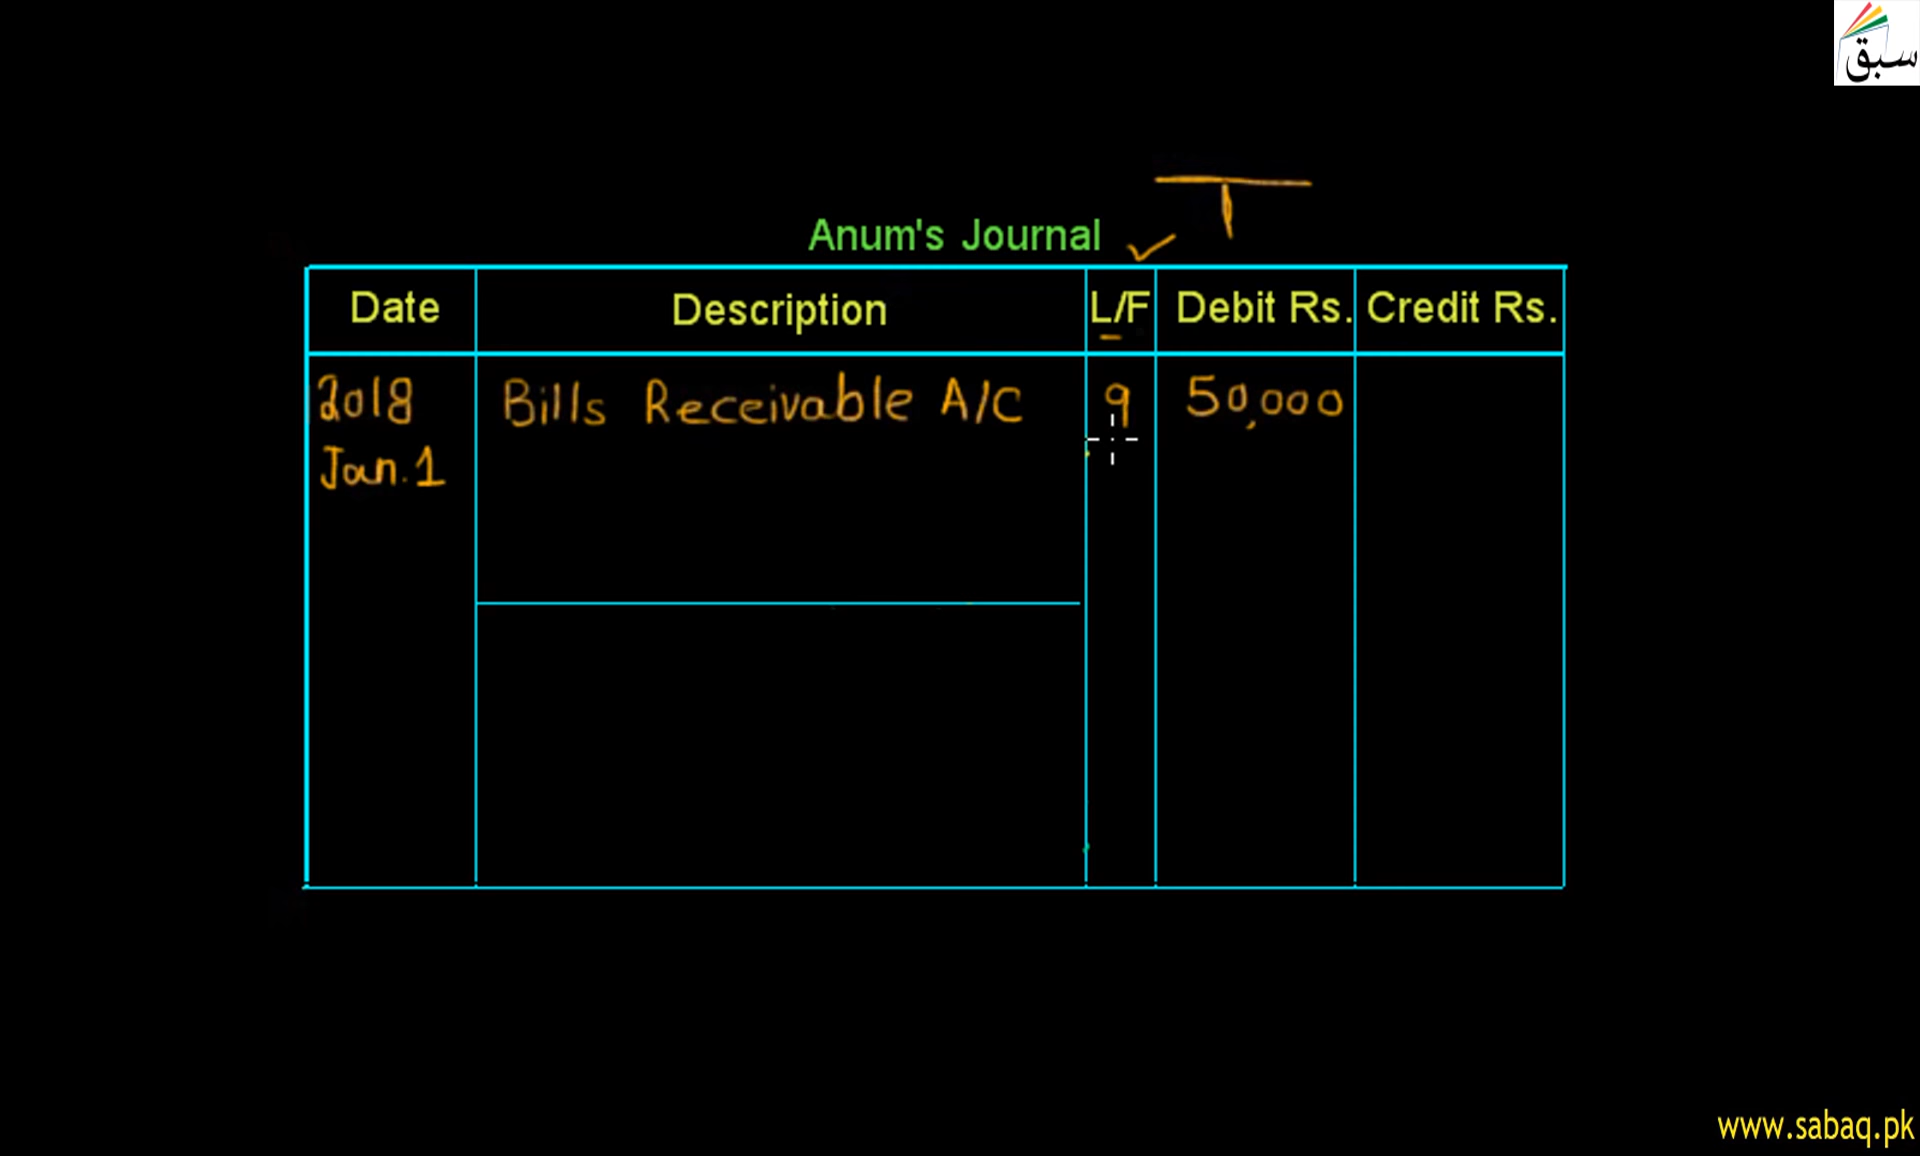 سبق
Anum's Journal
Date Description L/F Debit Rs. Credit Rs.
2018 Bills Receivable A/C 9 50,000
Jan. 1
www.sabaq.pk